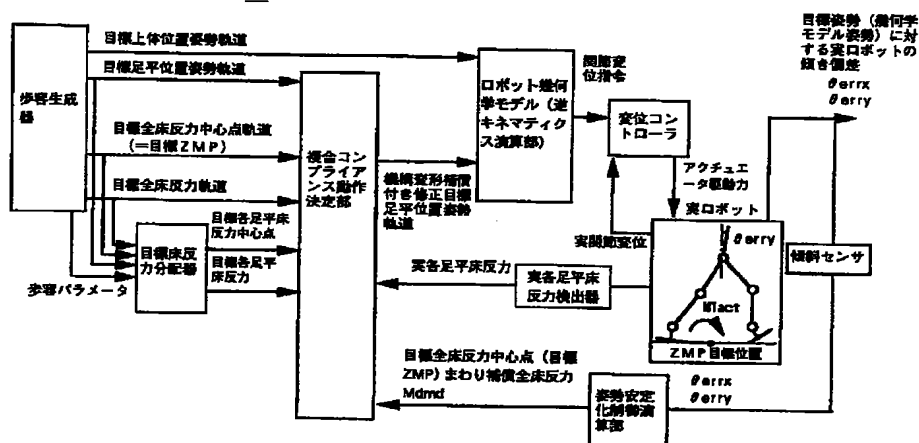 目標上体位置姿勢軌道
目標足平位置姿勢軌道
歩容生成
器
目標全床反力中心点軌道
(=目標ZMP)
目標全床反力軌道
目標各足平床
反力中心点
目標各足平
床反力
目標床反
力分配器
歩容パラメータ
複合コン
プライア
ンス動作
決定部
機構変形補償
付き修正目標
足平位置姿勢
軌道
ロボット幾何
学モデル(逆
キネマティク
ス演算部)
関節変
位指令
変位コン
トローラ
アクチュエ
ータ駆動力
実ロボット
実関節変位
目標姿勢(幾何学
モデル姿勢)に対
する実ロボットの
傾き偏差
θerrx
θerry
θerry
MTact
ZMP目標位置
傾斜センサ
実各足平床反力
実各足平床
反力検出器
目標全床反力中心点(目標
ZMP)まわり補償全床反力
Mdmd
姿勢安定
化制御演
算部
θerrx
θerry